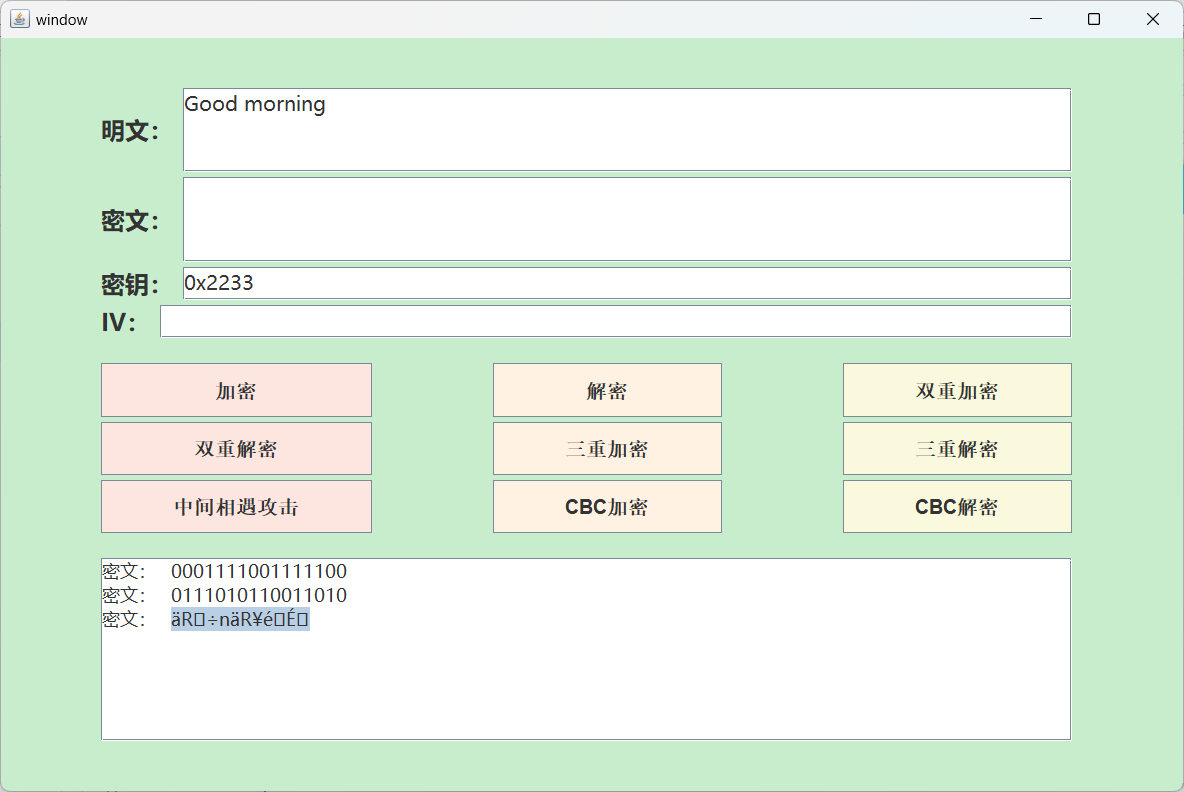 window
明文： Good morning
密文：
密钥： 0x2233
IV：
加密 解密 双重加密
双重解密 三重加密 三重解密
中间相遇攻击 CBC加密 CBC解密
密文： 0001111001111100
密文： 0111010110011010
密文： äR▯÷näR¥é▯É▯